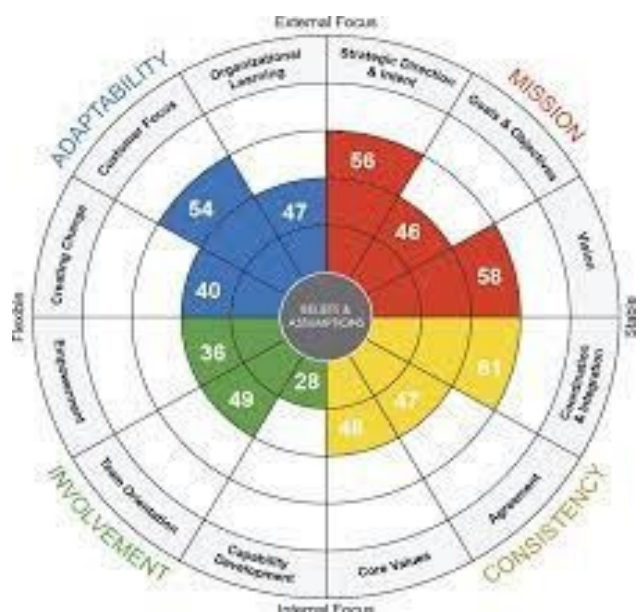 External Focus
ADAPTABILITY
MISSION
Organizational
Learning
Strategic Direction
& Intent
Customer Focus
Goals & Objectives
Creating Change
Vision
56
54
47
46
58
40
BELIEFS &
ASSUMPTIONS
Flexible
Stable
36
49
28
48
47
61
Empowerment
Coordination
& Integration
Team Orientation
Agreement
Capability
Development
Core Values
INVOLVEMENT
CONSISTENCY
Internal Focus